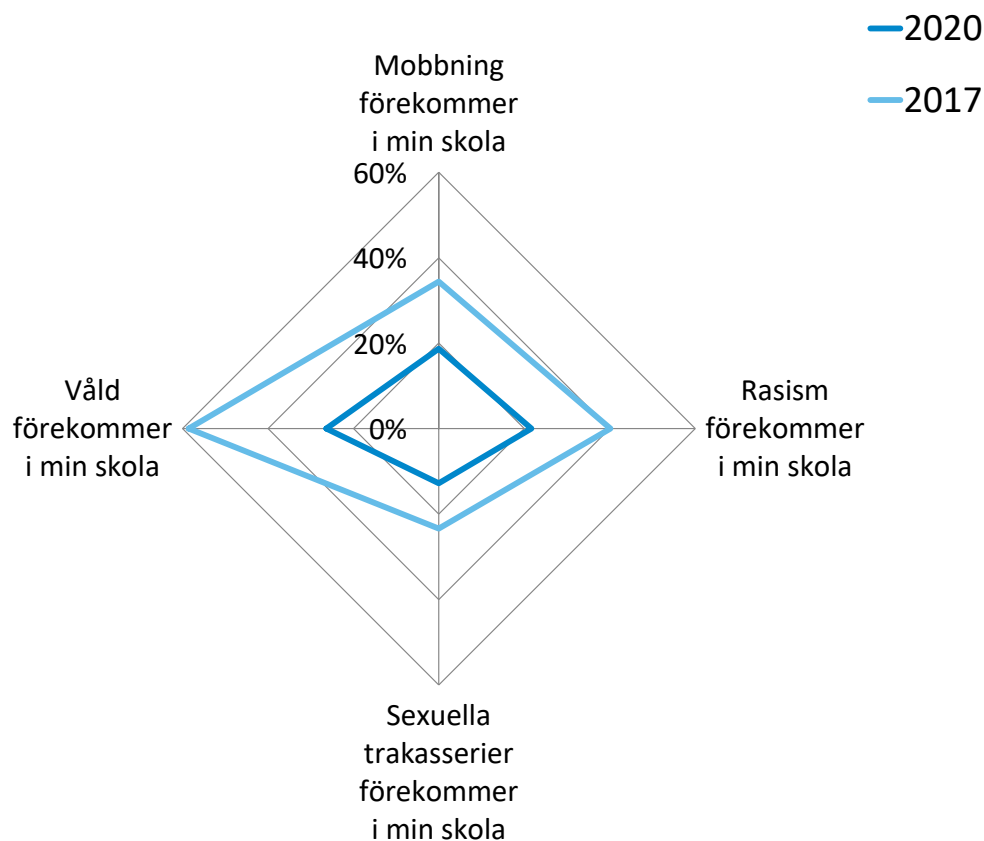 2020
2017
Mobbning
förekommer
i min skola
60%
40%
20%
0%
Våld
förekommer
i min skola
Rasism
förekommer
i min skola
Sexuella
trakasserier
förekommer
i min skola